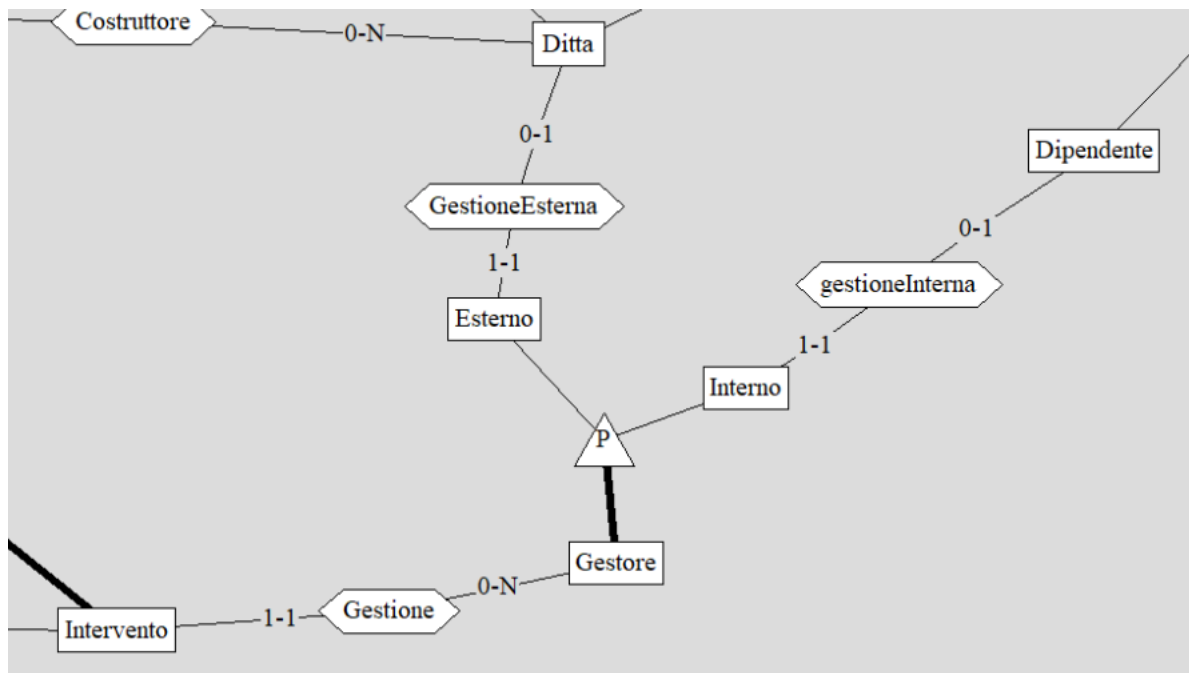 Costruttore
0-N
Ditta
0-1
Dipendente
GestioneEsterna
0-1
1-1
gestioneInterna
Esterno
1-1
Interno
P
Gestore
0-N
Gestione
1-1
Intervento